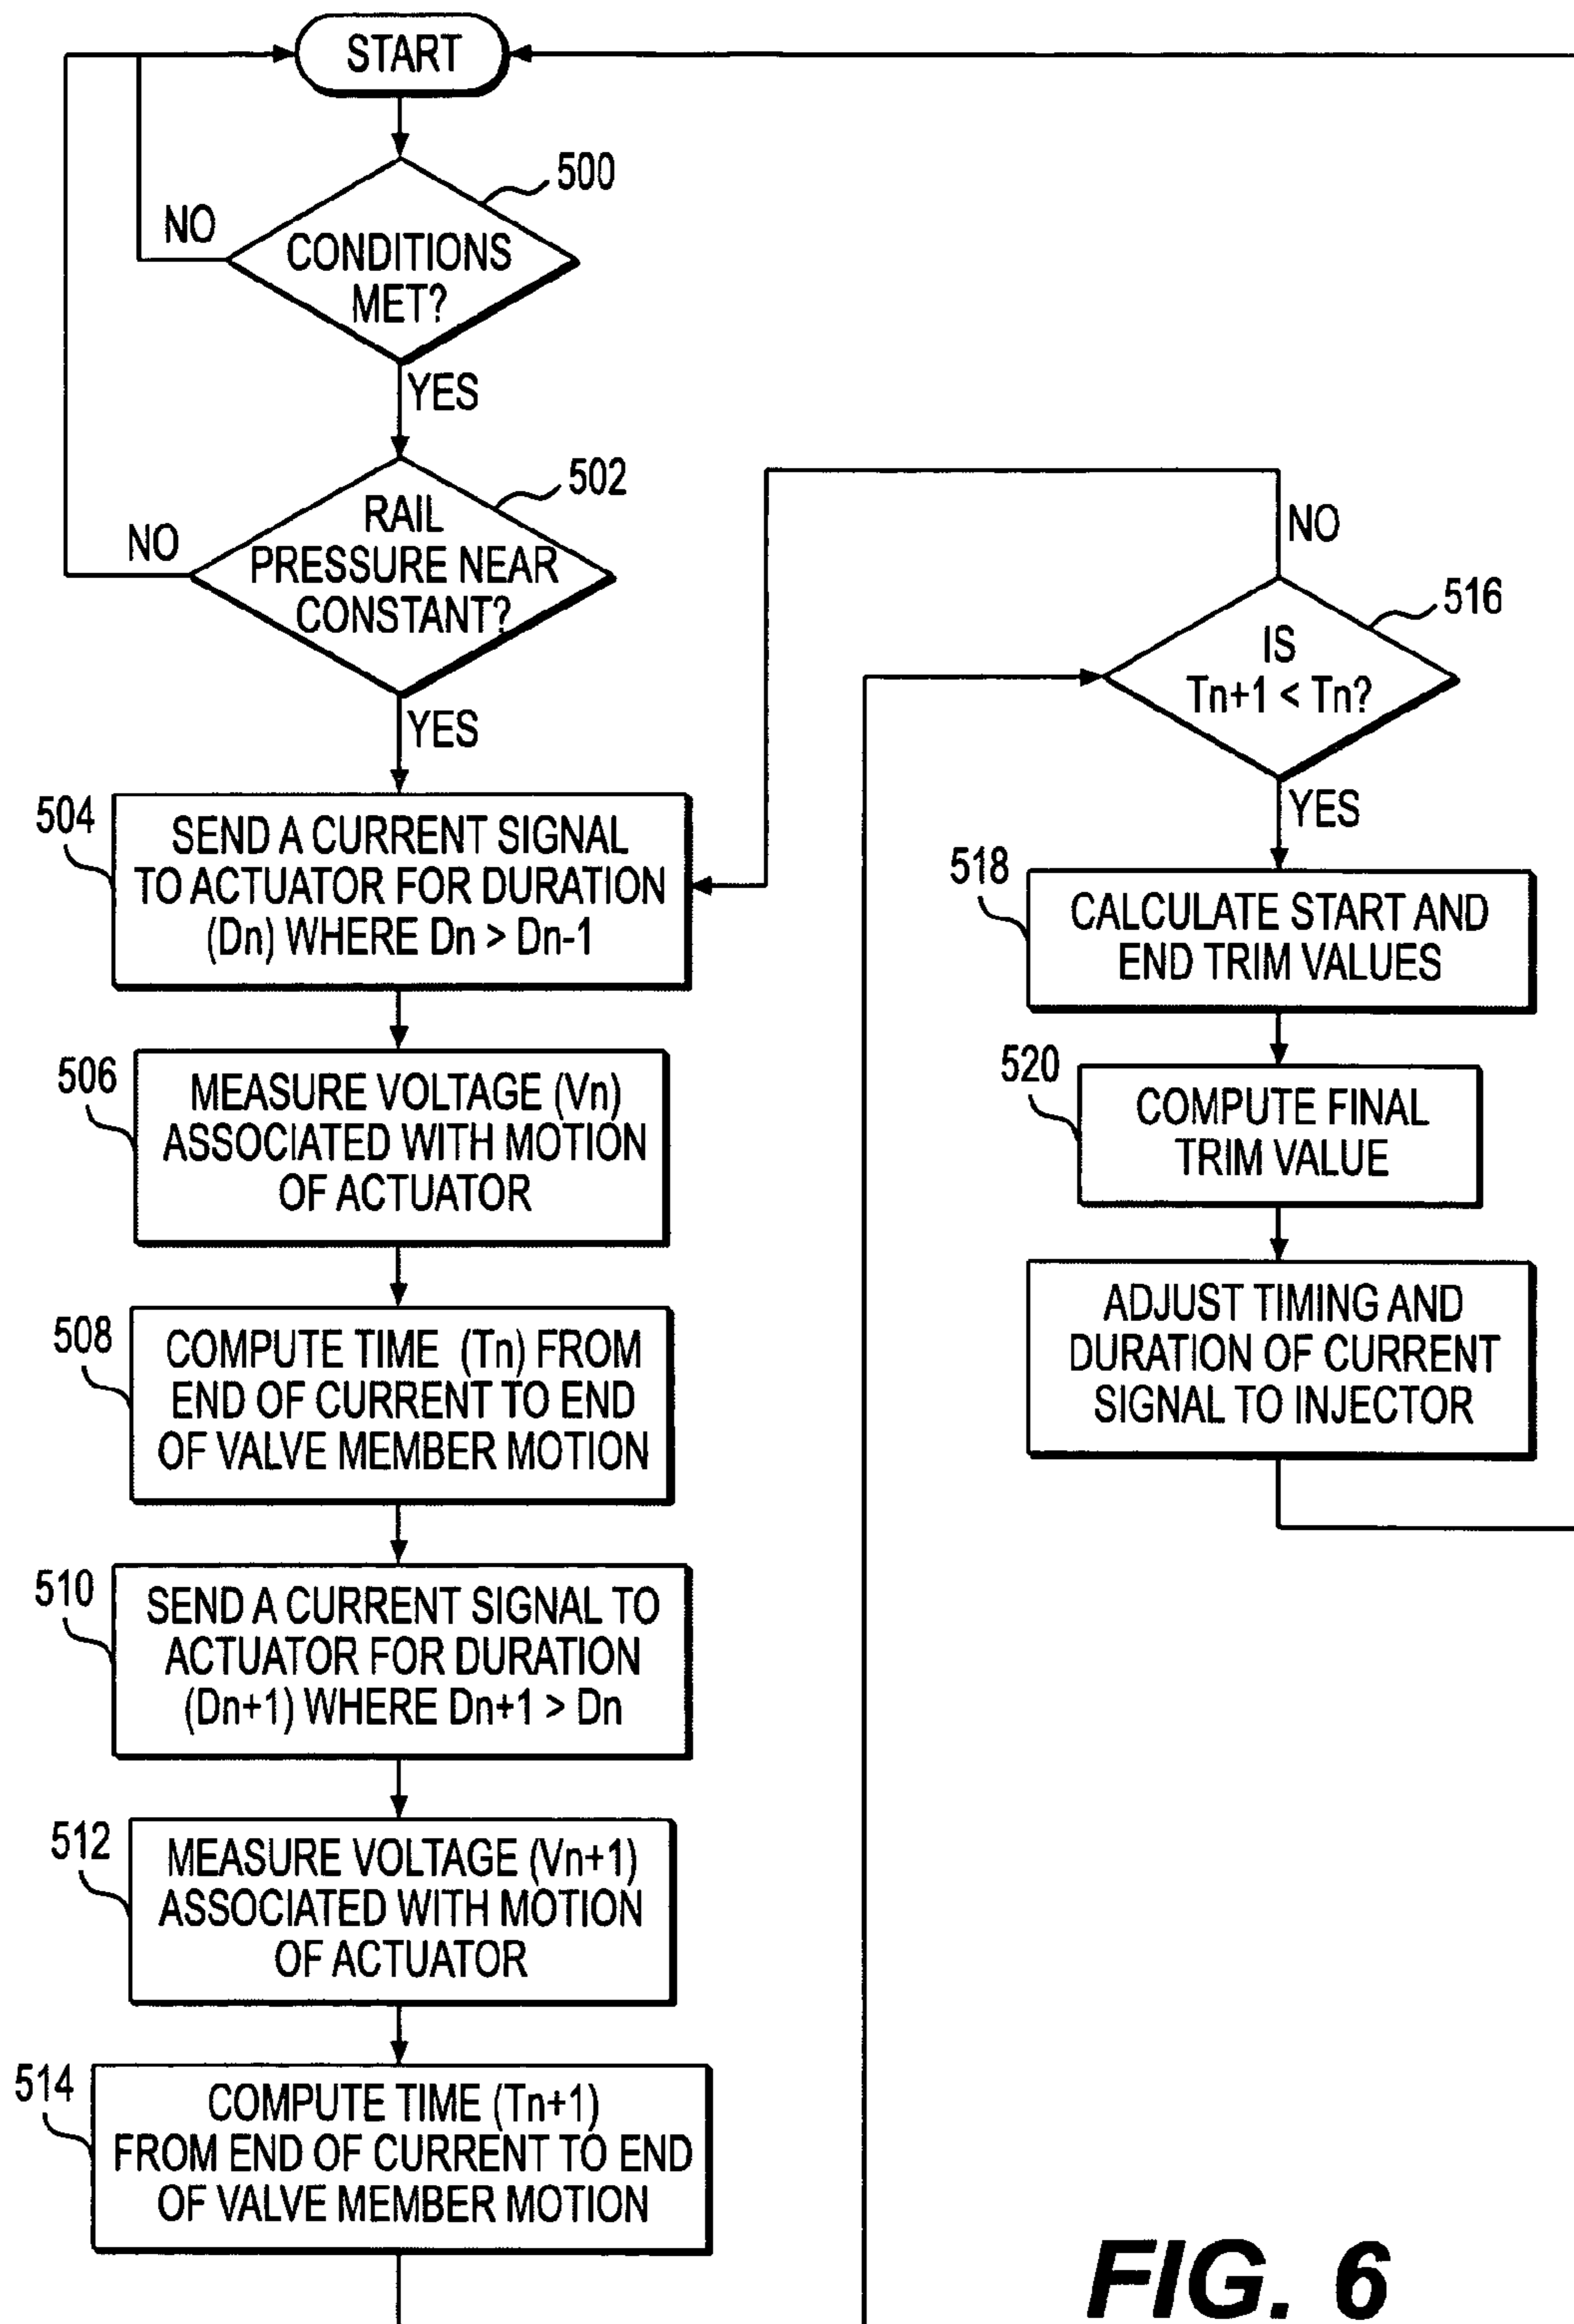 START
500
NO
CONDITIONS
MET?
YES
502
RAIL
NO
PRESSURE NEAR
CONSTANT?
YES
504
SEND A CURRENT SIGNAL
TO ACTUATOR FOR DURATION
(Dn) WHERE Dn > Dn-1
506
MEASURE VOLTAGE (Vn)
ASSOCIATED WITH MOTION
OF ACTUATOR
508
COMPUTE TIME (Tn) FROM
END OF CURRENT TO END
OF VALVE MEMBER MOTION
510
SEND A CURRENT SIGNAL TO
ACTUATOR FOR DURATION
(Dn+1) WHERE Dn+1 > Dn
512
MEASURE VOLTAGE (Vn+1)
ASSOCIATED WITH MOTION
OF ACTUATOR
514
COMPUTE TIME (Tn+1)
FROM END OF CURRENT TO END
OF VALVE MEMBER MOTION
NO
516
IS
Tn+1 < Tn?
YES
518
CALCULATE START AND
END TRIM VALUES
520
COMPUTE FINAL
TRIM VALUE
ADJUST TIMING AND
DURATION OF CURRENT
SIGNAL TO INJECTOR
FIG. 6